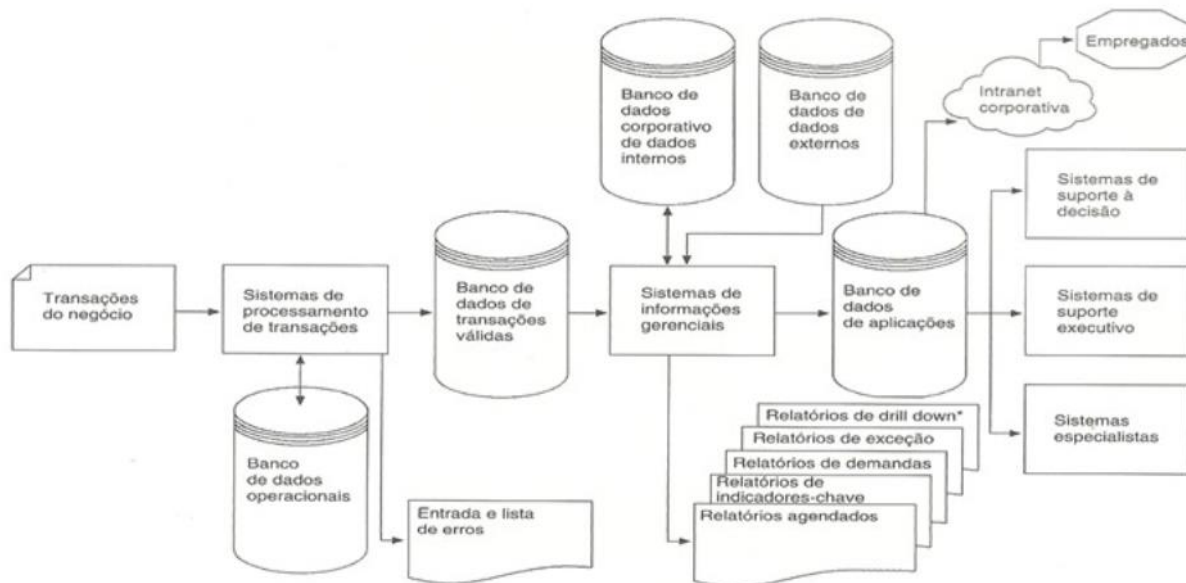 Empregados
Intranet
corporativa
Banco de
dados
corporativo
de dados
internos
Banco de
dados de
dados
externos
Sistemas de
suporte à
decisão
Transações
do negócio
Sistemas de
processamento
de transações
Banco de
dados de
transações
válidas
Sistemas de
informações
gerenciais
Banco de
dados
de aplicações
Sistemas de
suporte
executivo
Banco
de dados
operacionais
Entrada e lista
de erros
Relatórios de drill down*
Relatórios de exceção
Relatórios de demandas
Relatórios de
indicadores-chave
Relatórios agendados
Sistemas
especialistas